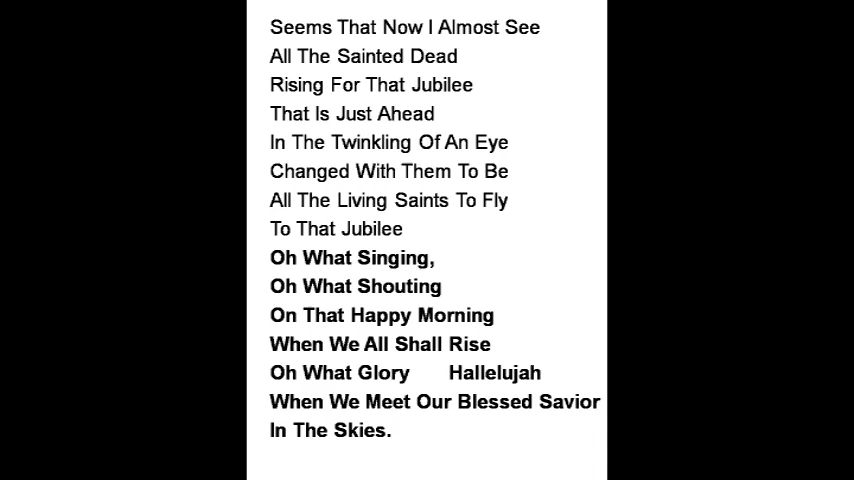 Seems That Now I Almost See
All The Sainted Dead
Rising For That Jubilee
That Is Just Ahead
In The Twinkling Of An Eye
Changed With Them To Be
All The Living Saints To Fly
To That Jubilee
Oh What Singing,
Oh What Shouting
On That Happy Morning
When We All Shall Rise
Oh What Glory Hallelujah
When We Meet Our Blessed Savior
In The Skies.